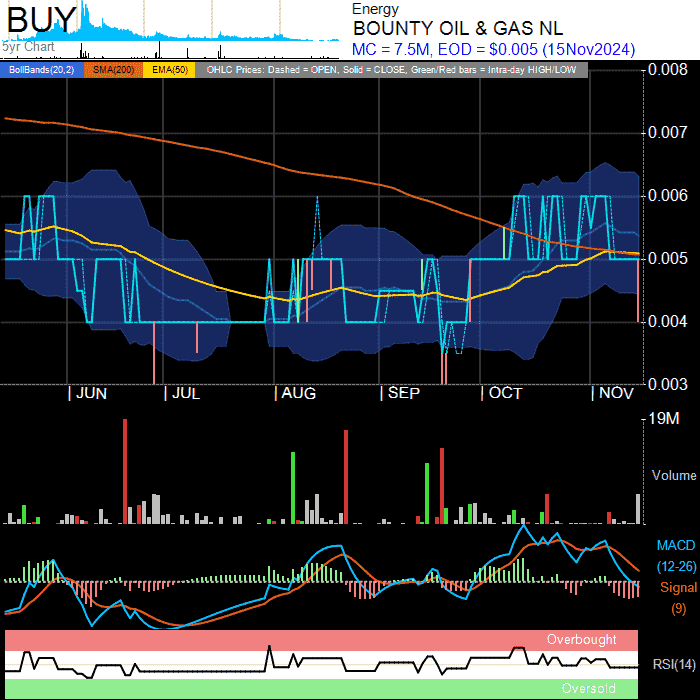 BUY
5yr Chart
Energy
BOUNTY OIL & GAS NL
MC = 7.5M, EOD = $0.005 (15Nov2024)
BollBands(20,2) SMA(200) EMA(50) OHLC Prices: Dashed = OPEN, Solid = CLOSE, Green/Red bars = Intra-day HIGH/LOW
0.008
0.007
0.006
0.005
0.004
0.003
JUN JUL AUG SEP OCT NOV
19M
Volume
MACD
(12-26)
Signal
(9)
Overbought
RSI(14)
Oversold